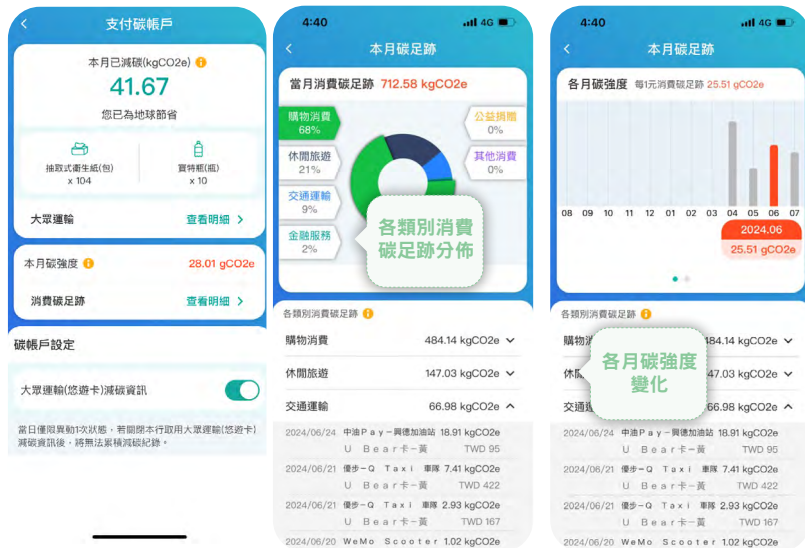 支付碳帳戶
本月已減碳(kgCO2e)
41.67
您已為地球節省
抽取式衛生紙(包)
x 104
寶特瓶(瓶)
x 10
大眾運輸
查看明細 >
本月碳強度
28.01 gCO2e
消費碳足跡
查看明細 >
碳帳戶設定
大眾運輸(悠遊卡)減碳資訊
當日僅限異動1次狀態,若關閉本行取用大眾運輸(悠遊卡)
減碳資訊後,將無法累積減碳紀錄。
4:40
4G
本月碳足跡
當月消費碳足跡 712.58 kgCO2e
購物消費
68%
公益捐贈
0%
休閒旅遊
21%
其他消費
0%
交通運輸
9%
金融服務
2%
各類別消費
碳足跡分佈
各類別消費碳足跡
購物消費 484.14 kgCO2e
休閒旅遊 147.03 kgCO2e
交通運輸 66.98 kgCO2e
2024/06/24 中油Pay-興德加油站 18.91 kgCO2e
U Bear卡-黃 TWD 95
2024/06/21 優步-Q Taxi 車隊 7.41 kgCO2e
U Bear卡-黃 TWD 422
2024/06/21 優步-Q Taxi 車隊 2.93 kgCO2e
U Bear卡-黃 TWD 167
2024/06/20 WeMo Scooter 1.02 kgCO2e
4:40
4G
本月碳足跡
各月碳強度 每1元消費碳足跡 25.51 gCO2e
08 09 10 11 12 01 02 03 04 05 06 07
2024.06
25.51 gCO2e
各類別消費碳足跡
購物 84.14 kgCO2e
休 47.03 kgCO2e
交通 66.98 kgCO2e
各月碳強度
變化
2024/06/24 中油Pay-興德加油站 18.91 kgCO2e
U Bear卡-黃 TWD 95
2024/06/21 優步-Q Taxi 車隊 7.41 kgCO2e
U Bear卡-黃 TWD 422
2024/06/21 優步-Q Taxi 車隊 2.93 kgCO2e
U Bear卡-黃 TWD 167
2024/06/20 WeMo Scooter 1.02 kgCO2e